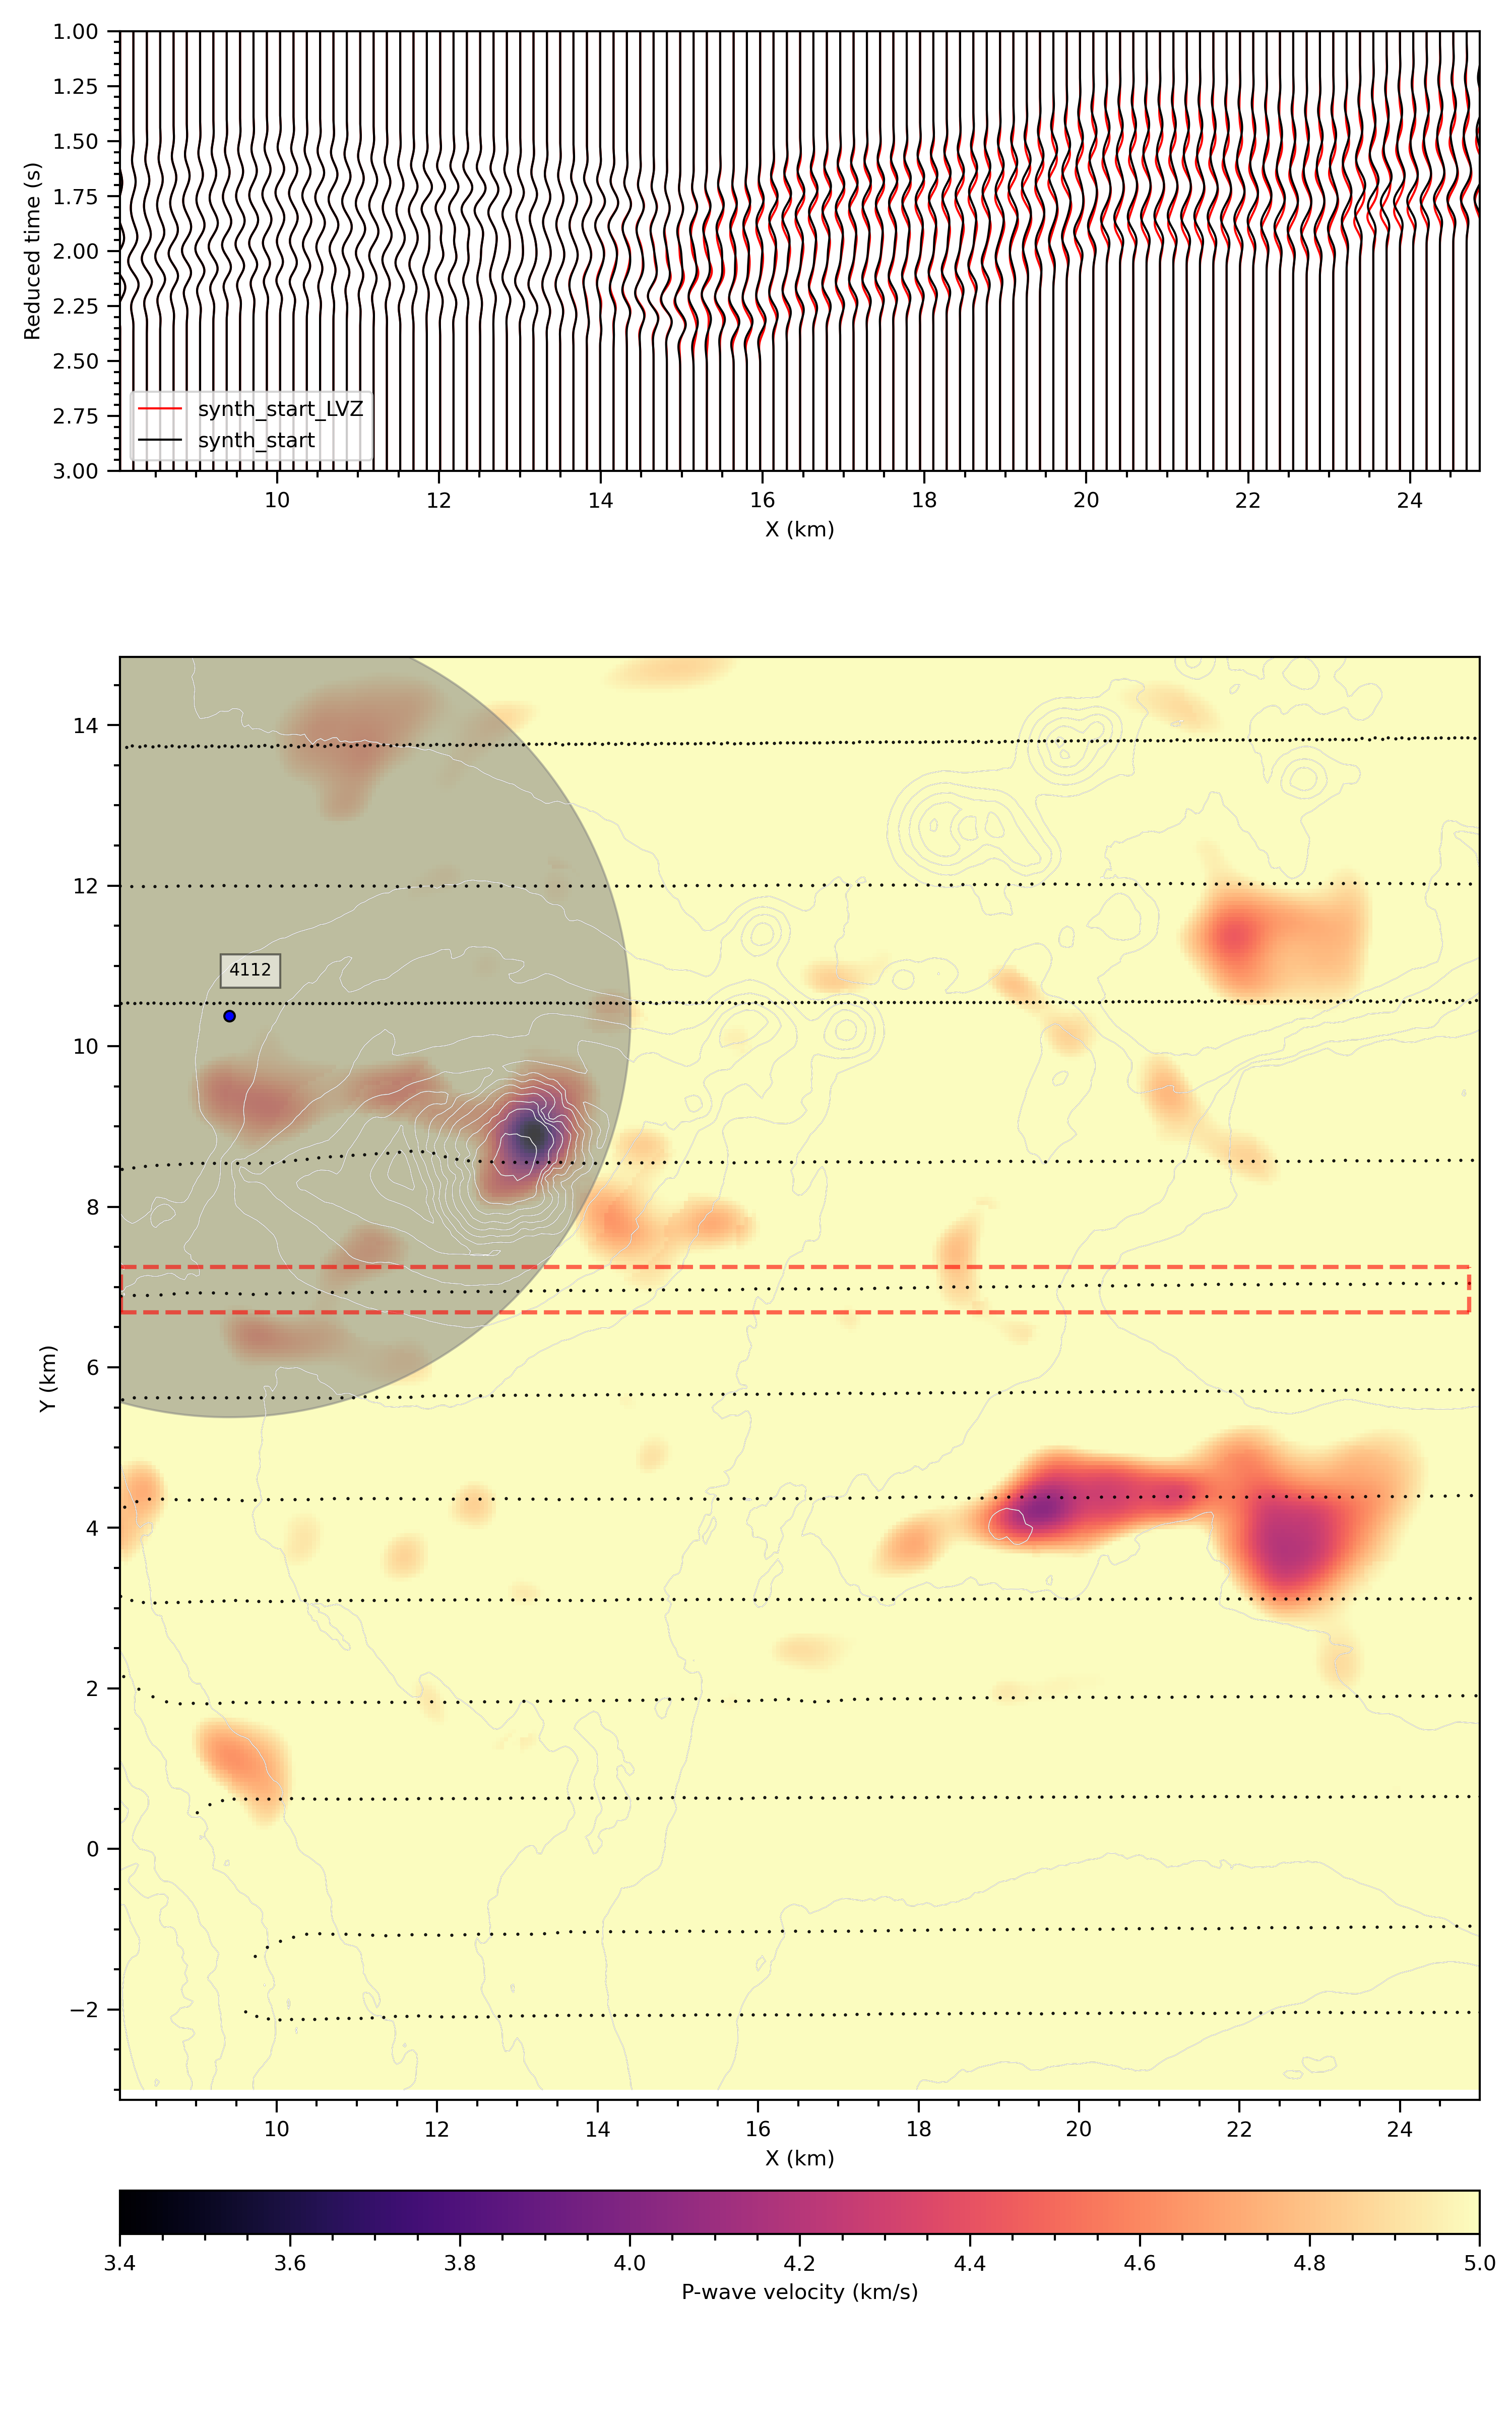 1.00
1.25
1.50
1.75
2.00
2.25
2.50
2.75
3.00
Reduced time (s)
synth_start_LVZ
synth_start
10 12 14 16 18 20 22 24
X (km)
14
12
10
8
6
4
2
0
−2
Y (km)
4112
10 12 14 16 18 20 22 24
X (km)
3.4 3.6 3.8 4.0 4.2 4.4 4.6 4.8 5.0
P-wave velocity (km/s)